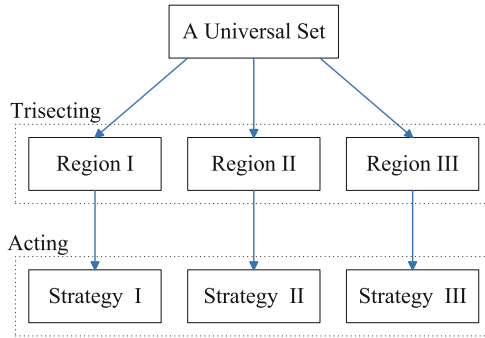 A Universal Set
Trisecting
Region I
Region II
Region III
Acting
Strategy I
Strategy II
Strategy III